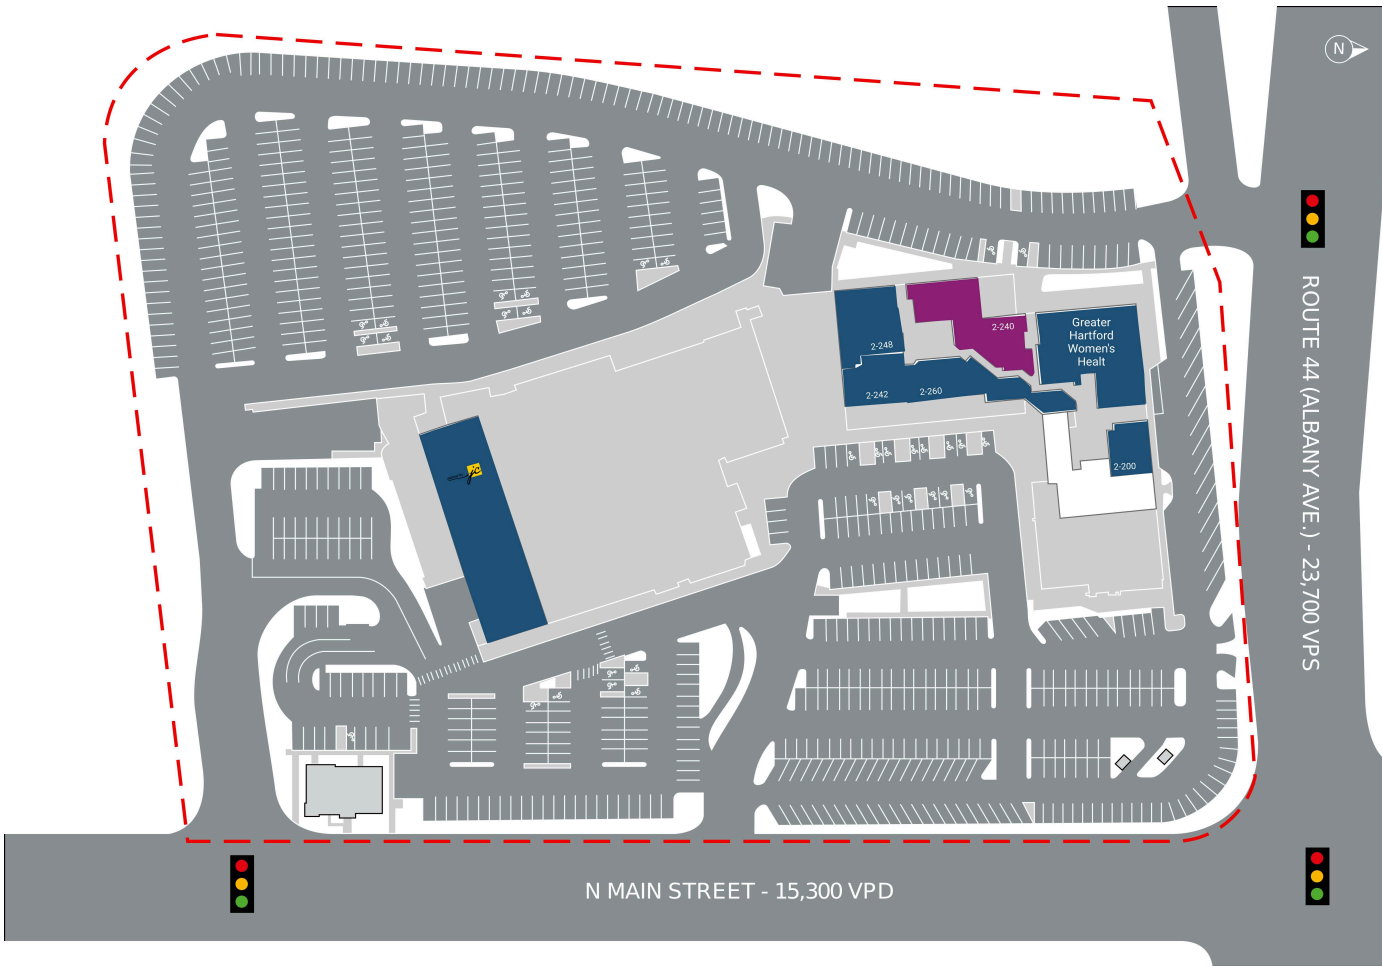 N
2-240
Greater
Hartford
Women's
Healt
2-248
2-242
2-260
2-200
ROUTE 44 (ALBANY AVE.) - 23,700 VPS
N MAIN STREET - 15,300 VPD